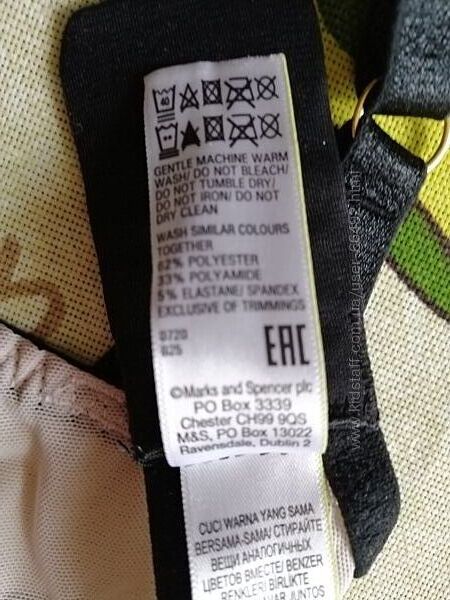 40
GENTLE MACHINE WARM
WASH/ DO NOT BLEACH/
DO NOT TUMBLE DRY/
DO NOT IRON/ DO NOT
DRY CLEAN
WASH SIMILAR COLOURS
TOGETHER
62% POLYESTER
33% POLYAMIDE
5% ELASTANE/ SPANDEX
EXCLUSIVE OF TRIMMINGS
0720
825
EAC
©Marks and Spencer plc
PO Box 3339
Chester CH99 9QS
M&S, PO Box 13022
Ravensdale, Dublin 2
CUCI WARNA YANG SAMA
BERSAMA-SAMA/ СТИРАЙТЕ
ВЕЩИ АНАЛОГИЧНЫХ
ЦВЕТОВ ВМЕСТЕ/ BENZER
RENKLERİ BIRLIKTE